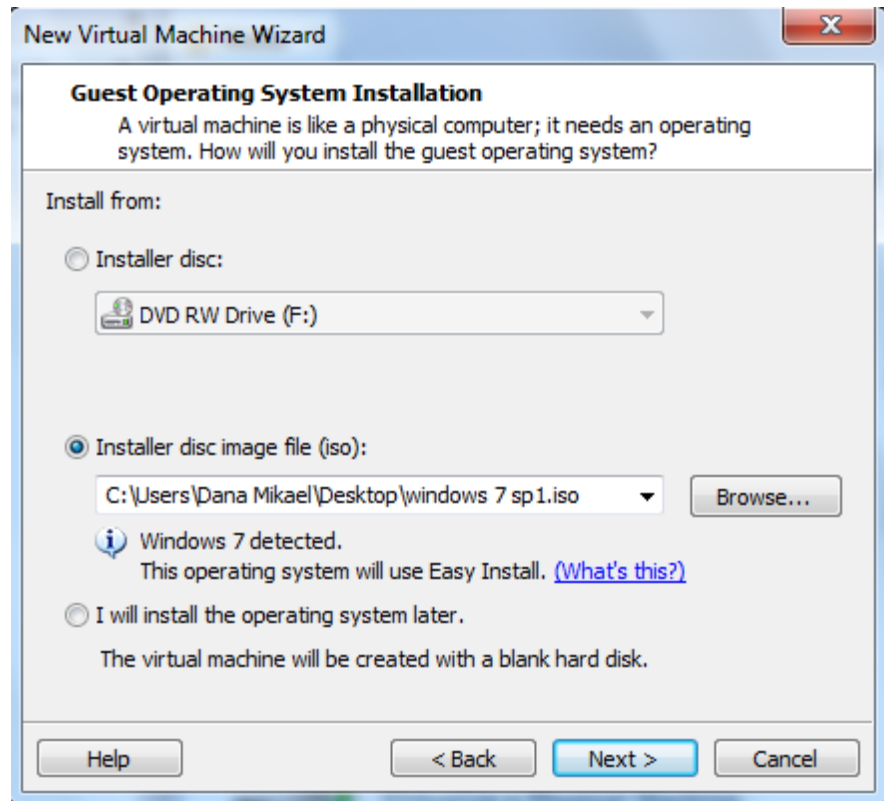 New Virtual Machine Wizard
Guest Operating System Installation
A virtual machine is like a physical computer; it needs an operating
system. How will you install the guest operating system?
Install from:
Installer disc:
DVD RW Drive (F:)
Installer disc image file (iso):
C:\Users\Dana Mikael\Desktop\windows 7 sp1.iso
Browse...
Windows 7 detected.
This operating system will use Easy Install. (What's this?)
I will install the operating system later.
The virtual machine will be created with a blank hard disk.
Help
< Back
Next >
Cancel